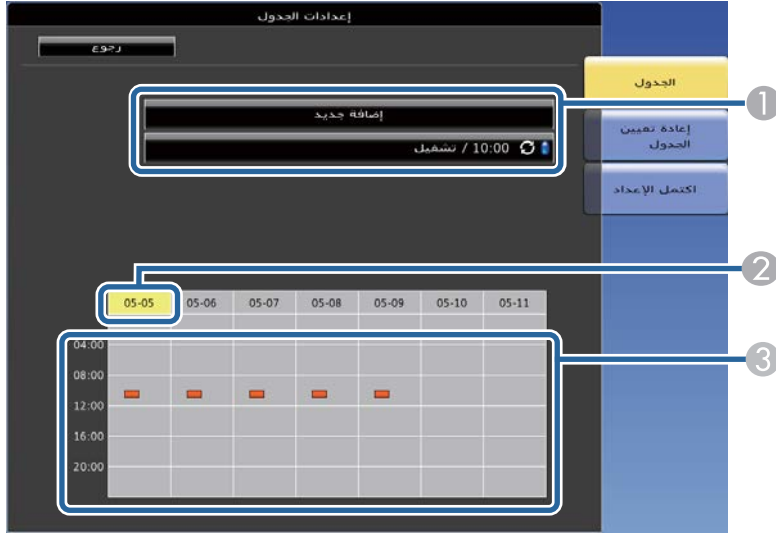 إعدادات الجدول
رجوع
الجدول
إعادة تعيين
الجدول
اكتمل الإعداد
1
إضافة جديد
10:00 / تشغيل
2
05-05 05-06 05-07 05-08 05-09 05-10 05-11
3
04:00
08:00
12:00
16:00
20:00